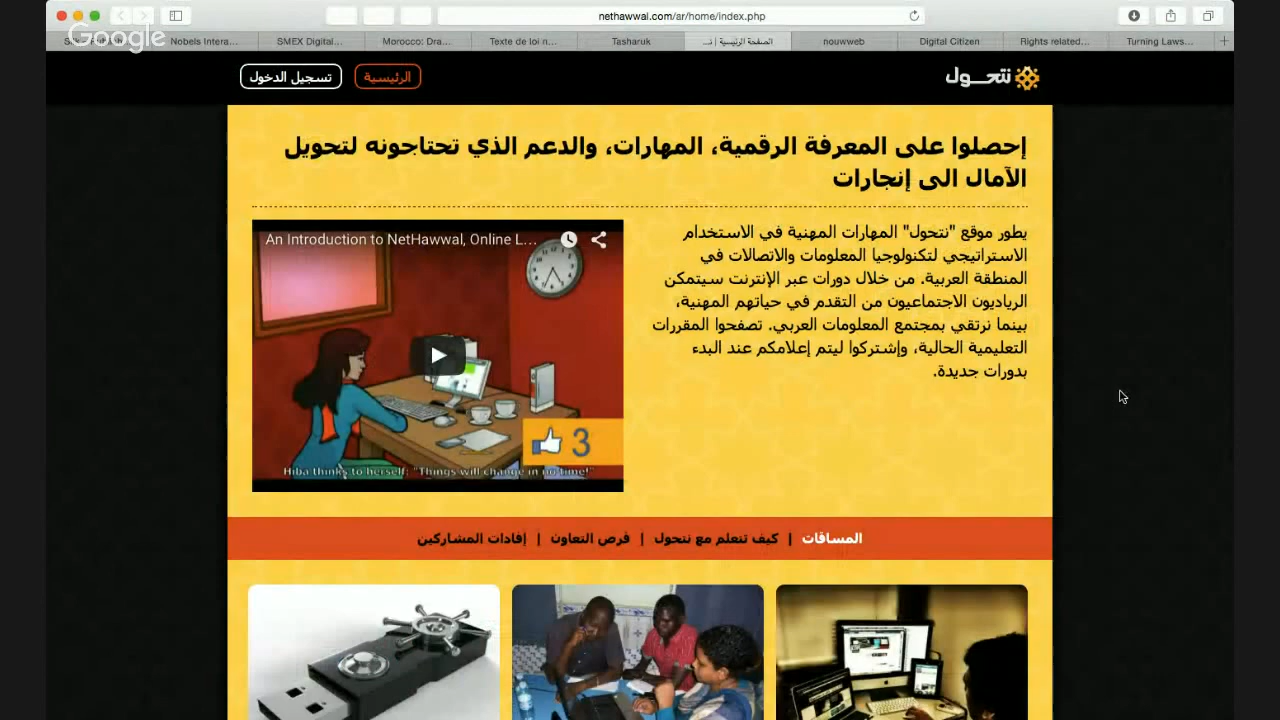 Google
nethawwal.com/ar/home/index.php
Nobels Intera...
SMEX Digital...
Morocco: Dra...
Texte de loi n...
Tasharuk
الصفحة الرئيسية | نـ...
nouwweb
Digital Citizen
Rights related...
Turning Laws...
نتحـــول
الرئيسية
تسجيل الدخول
إحصلوا على المعرفة الرقمية، المهارات، والدعم الذي تحتاجونه لتحويل
الآمال الى إنجازات
An Introduction to NetHawwal, Online L...
3
Hiba thinks to herself: "Things will change in no time!"
يطور موقع "نتحول" المهارات المهنية في الاستخدام
الاستراتيجي لتكنولوجيا المعلومات والاتصالات في
المنطقة العربية. من خلال دورات عبر الإنترنت سيتمكن
الرياديون الاجتماعيون من التقدم في حياتهم المهنية،
بينما نرتقي بمجتمع المعلومات العربي. تصفحوا المقررات
التعليمية الحالية، وإشتركوا ليتم إعلامكم عند البدء
بدورات جديدة.
المساقات | كيف تتعلم مع نتحول | فرص التعاون | إفادات المشاركين